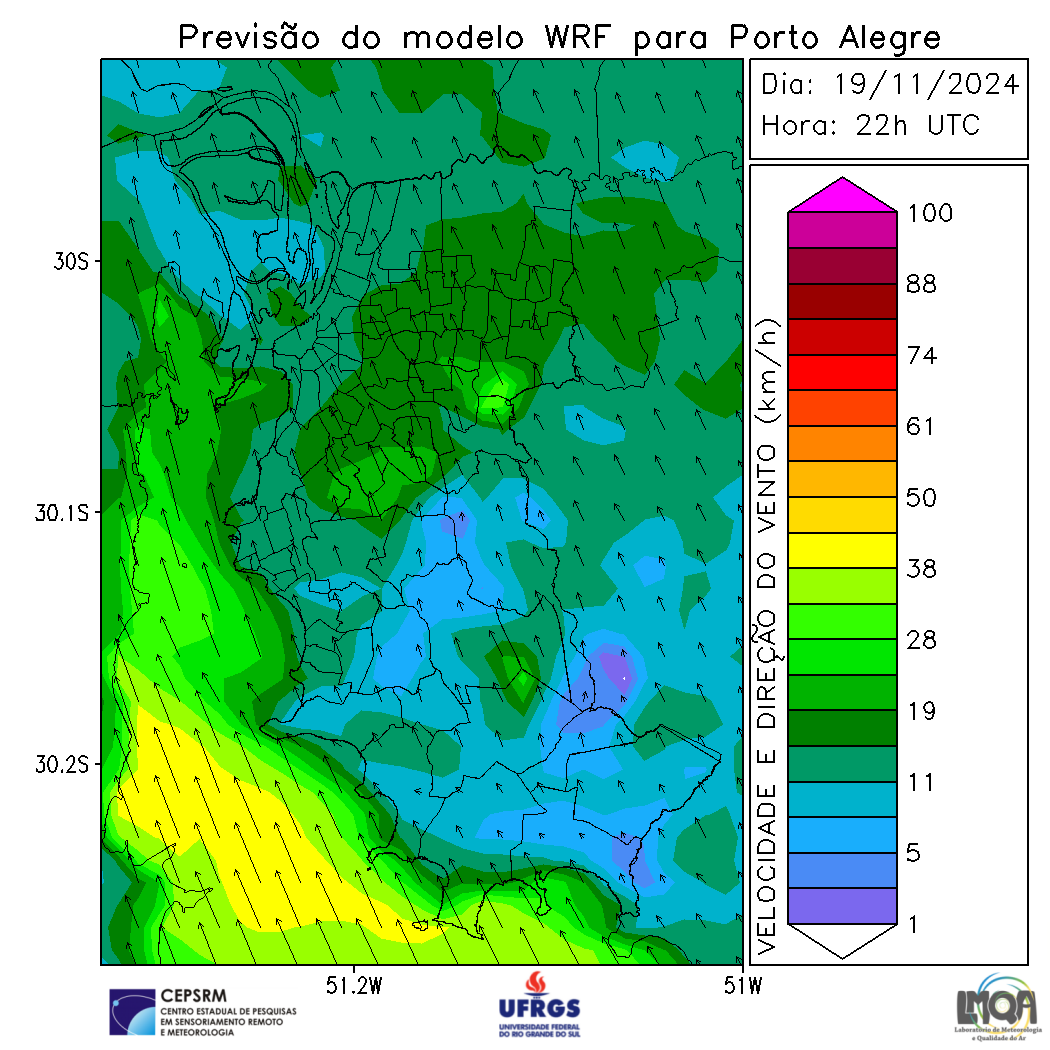 Previsão do modelo WRF para Porto Alegre
Dia: 19/11/2024
Hora: 22h UTC
30S
30.1S
30.2S
51.2W
51W
VELOCIDADE E DIREÇÃO DO VENTO (km/h)
100
88
74
61
50
38
28
19
11
5
1
CEPSRM
CENTRO ESTADUAL DE PESQUISAS
EM SENSORIAMENTO REMOTO
E METEOROLOGIA
UFRGS
UNIVERSIDADE FEDERAL
DO RIO GRANDE DO SUL
LMQA
Laboratório de Meteorologia
e Qualidade do Ar